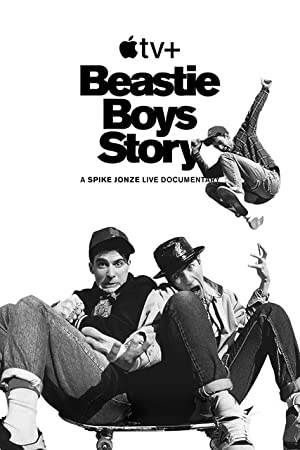 tv+
Beastie
Boys
Story
A SPIKE JONZE LIVE DOCUMENTARY